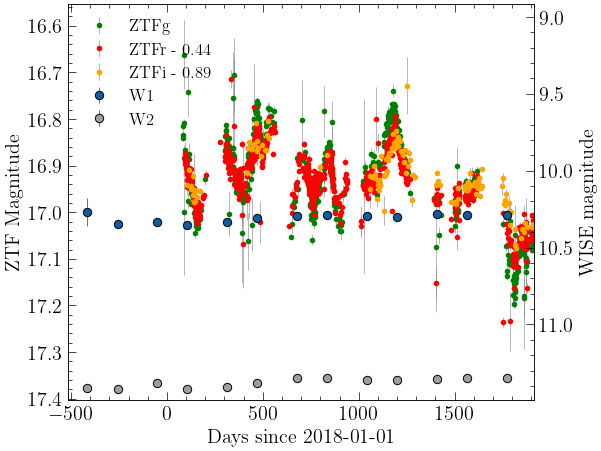 ZTFg
ZTFr - 0.44
ZTFi - 0.89
W1
W2
ZTF Magnitude
16.6
16.7
16.8
16.9
17.0
17.1
17.2
17.3
17.4
WISE magnitude
9.0
9.5
10.0
10.5
11.0
−500
0
500
1000
1500
Days since 2018-01-01